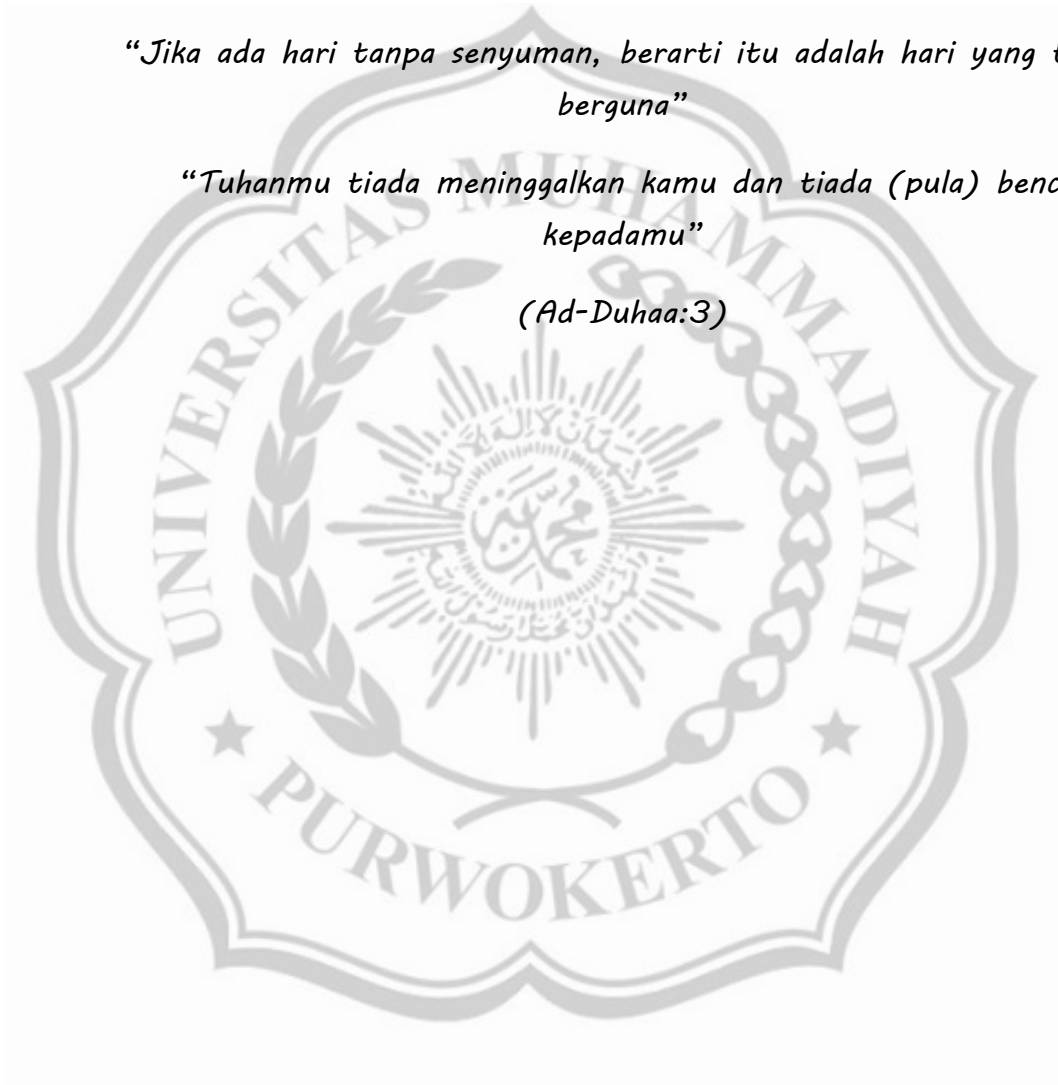 “Jika ada hari tanpa senyuman, berarti itu adalah hari yang
berguna”
“Tuhanmu tiada meninggalkan kamu dan tiada (pula)
kepadamu”
(Ad-Duhaa:3)
UNIVERSITAS MUHAMMADIYAH
PURWOKERTO